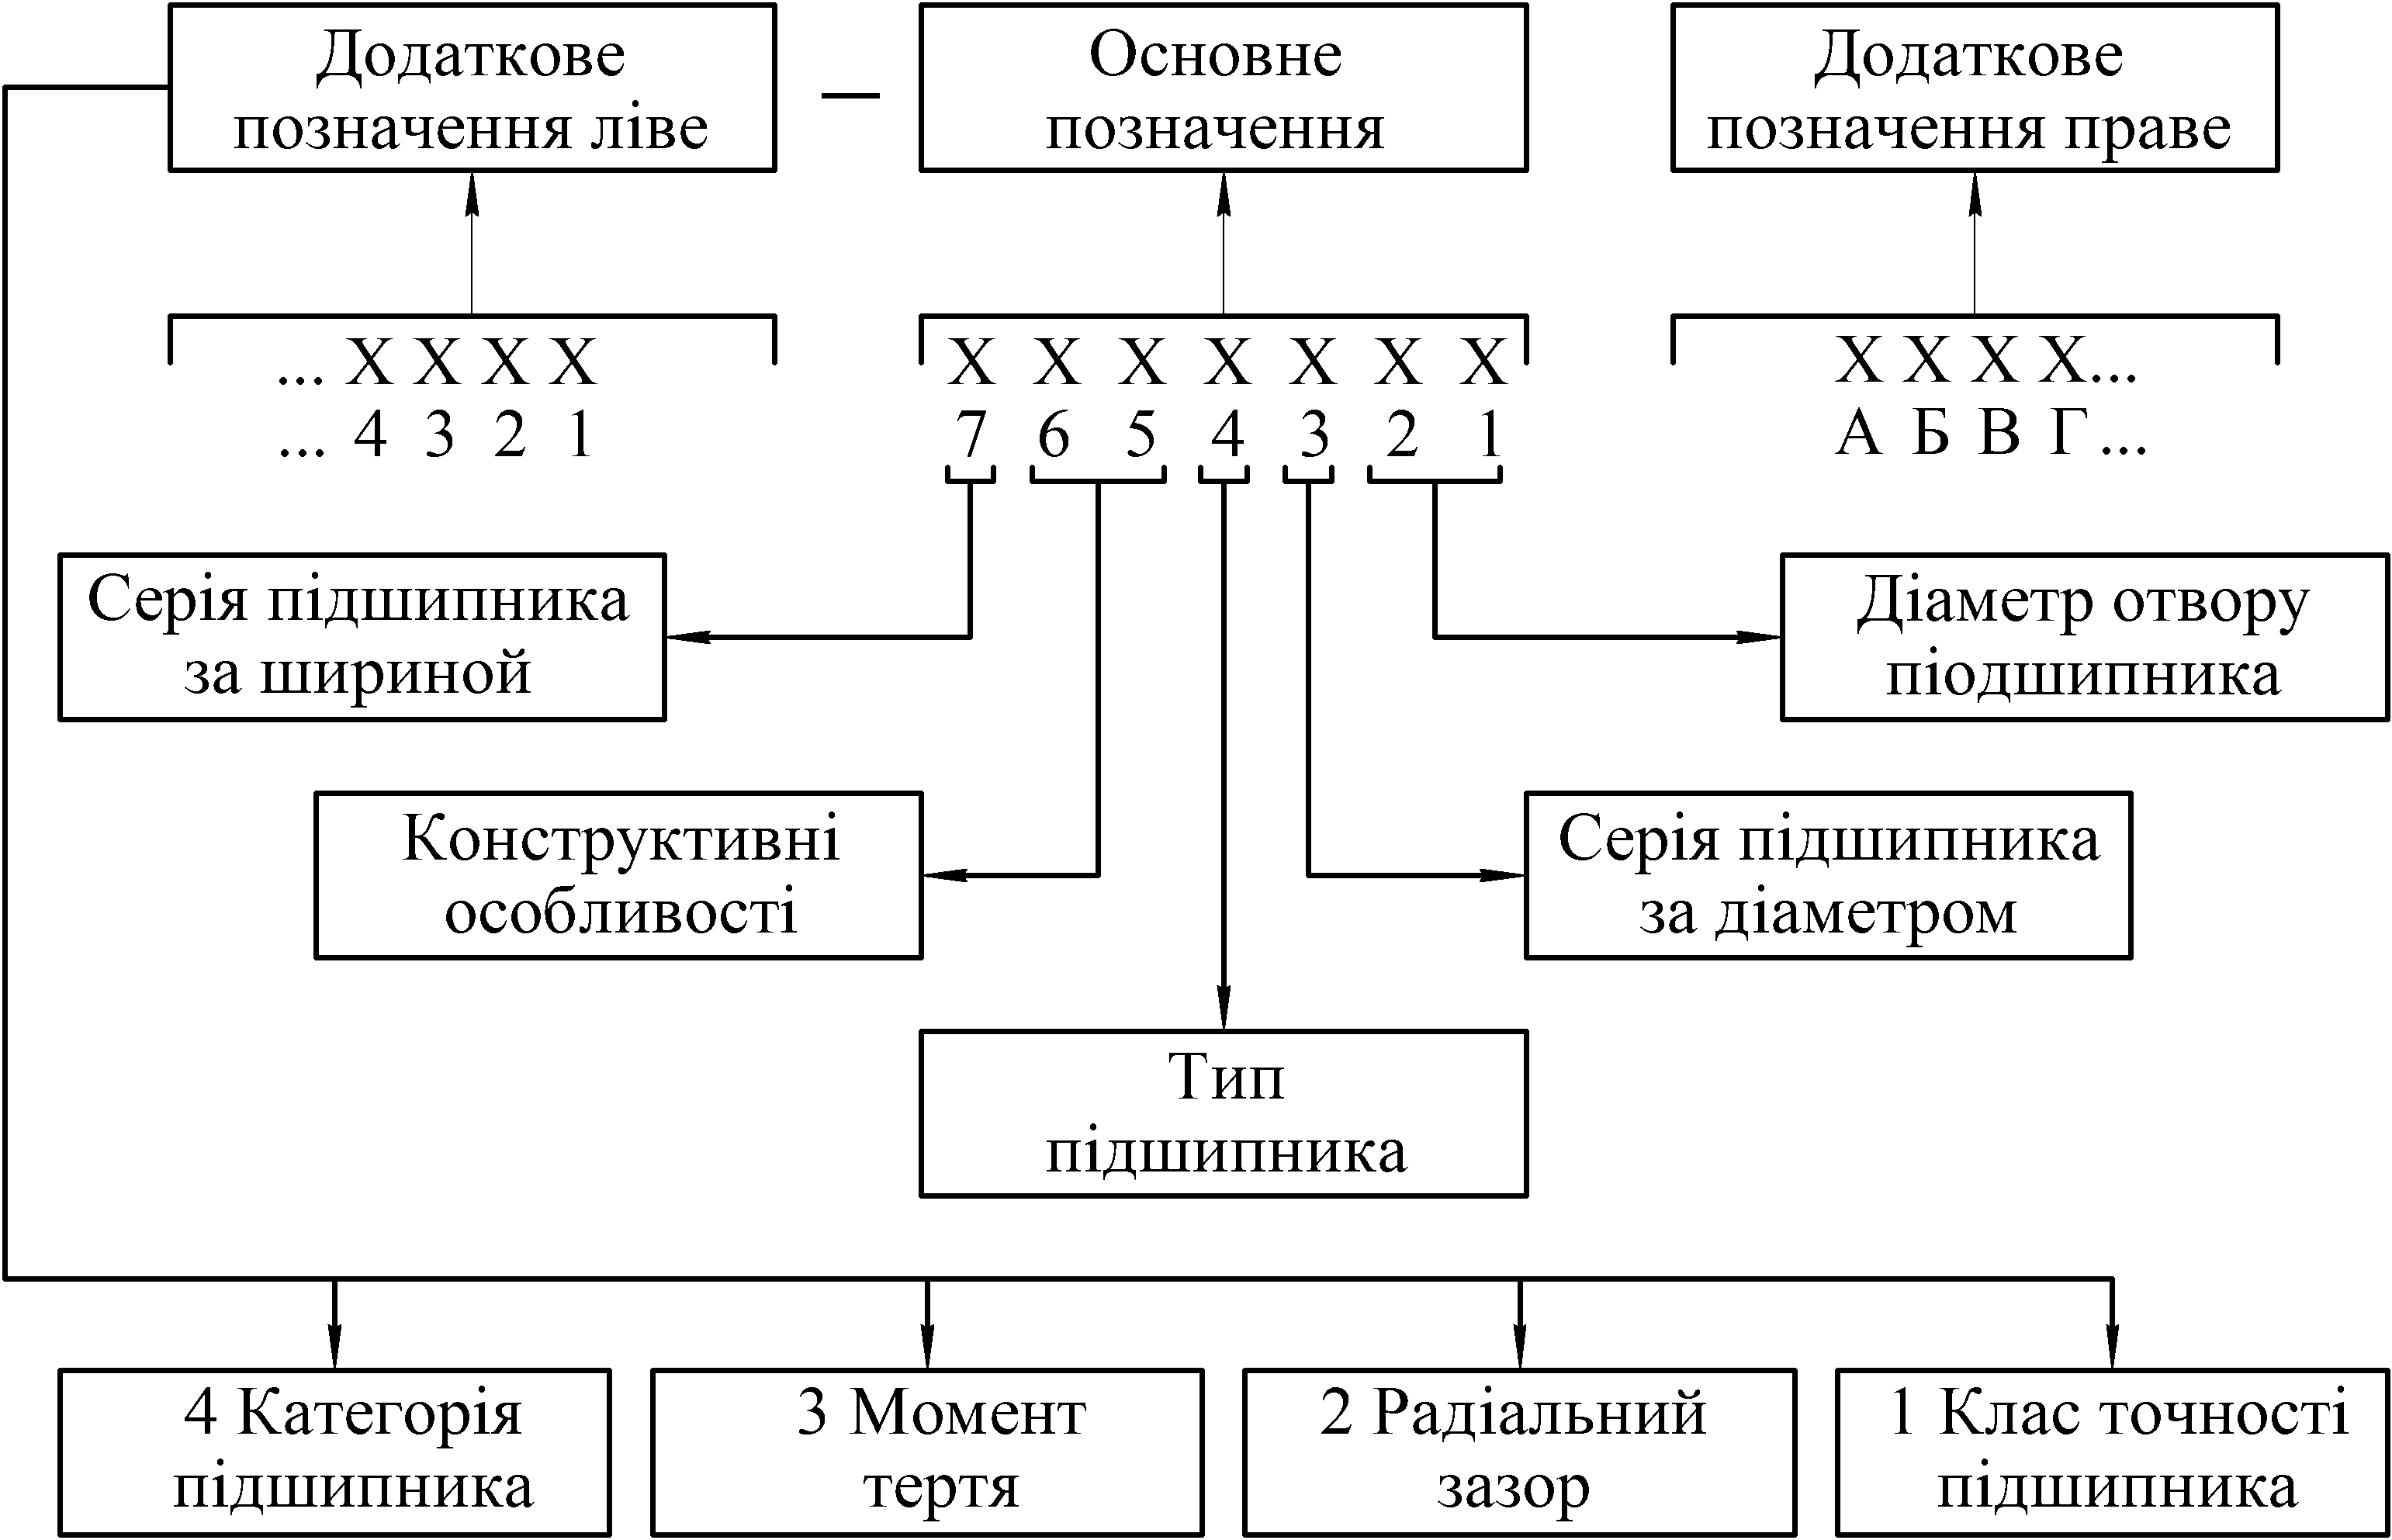 Додаткове
позначення ліве
—
Основне
позначення
Додаткове
позначення праве
... Х Х Х Х
... 4 3 2 1
Х Х Х Х Х Х Х
7 6 5 4 3 2 1
Х Х Х Х...
А Б В Г ...
Серія підшипника
за шириной
Діаметр отвору
піодшипника
Конструктивні
особливості
Серія підшипника
за діаметром
Тип
підшипника
4 Категорія
підшипника
3 Момент
тертя
2 Радіальний
зазор
1 Клас точності
підшипника